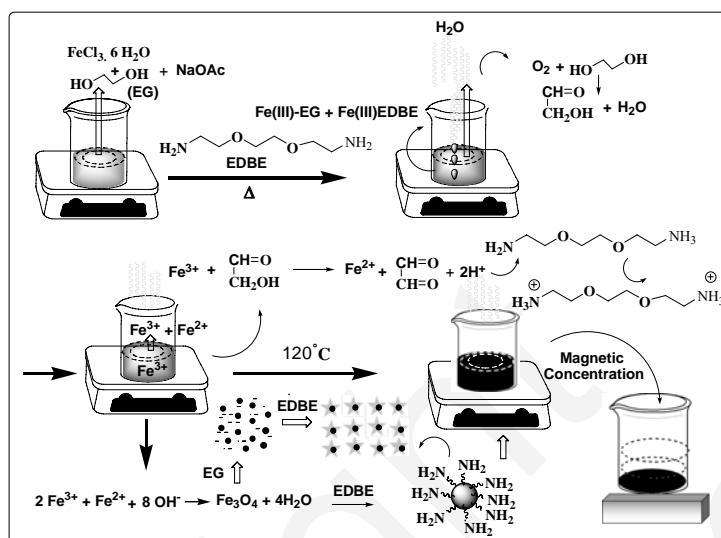 FeCl3. 6 H2O
+
HO OH + NaOAc
(EG)
H2N O O NH2
EDBE
Δ
Fe(III)-EG + Fe(III)EDBE
H2O
O2 + HO OH
CH=O
CH2OH + H2O
Fe3+ + CH=O
CH2OH
Fe2+ + CH=O
CH=O
+ 2H+
H2N O O NH3
H3N ⊕ O O NH3 ⊕
Fe3+ + Fe2+
Fe3+
120°C
Magnetic
Concentration
EDBE
EG
2 Fe3+ + Fe2+ + 8 OH- → Fe3O4 + 4H2O
EDBE
NH2
H2N NH2
H2N NH2
H2N NH2
NH2